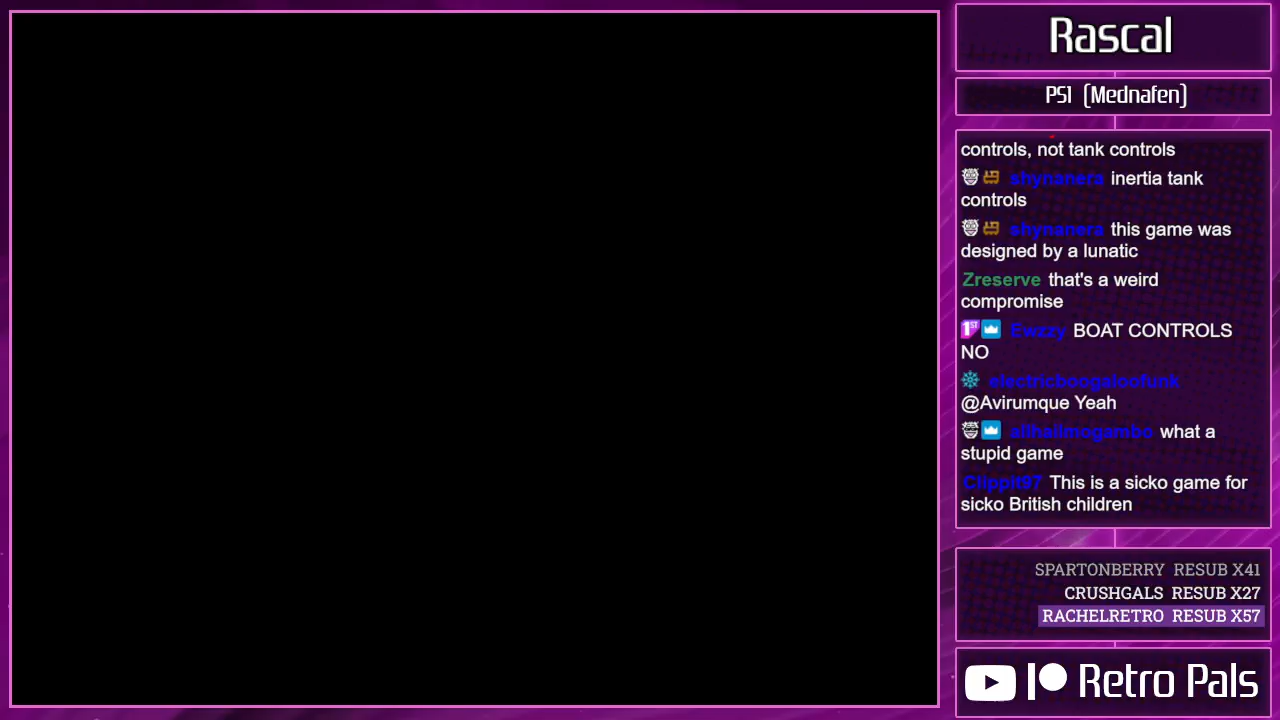 Rascal
PS1 (Mednafen)
controls, not tank controls
shynanera inertia tank
controls
shynanera this game was
designed by a lunatic
Zreserve that's a weird
compromise
1ST Ewzzy BOAT CONTROLS
NO
electricboogaloofunk
@Avirumque Yeah
allhailmogambo what a
stupid game
Clippit97 This is a sicko game for
sicko British children
SPARTONBERRY RESUB X41
CRUSHGALS RESUB X27
RACHELRETRO RESUB X57
Retro Pals